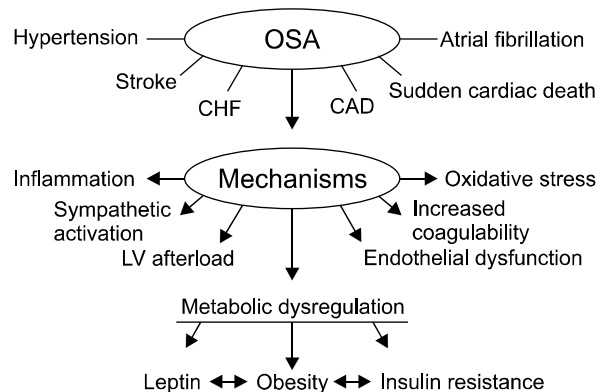 Hypertension OSA Atrial fibrillation
Stroke Sudden cardiac death
CHF CAD
Inflammation Mechanisms Oxidative stress
Sympathetic Increased
activation coagulability
LV afterload Endothelial dysfunction
Metabolic dysregulation
Leptin Obesity Insulin resistance